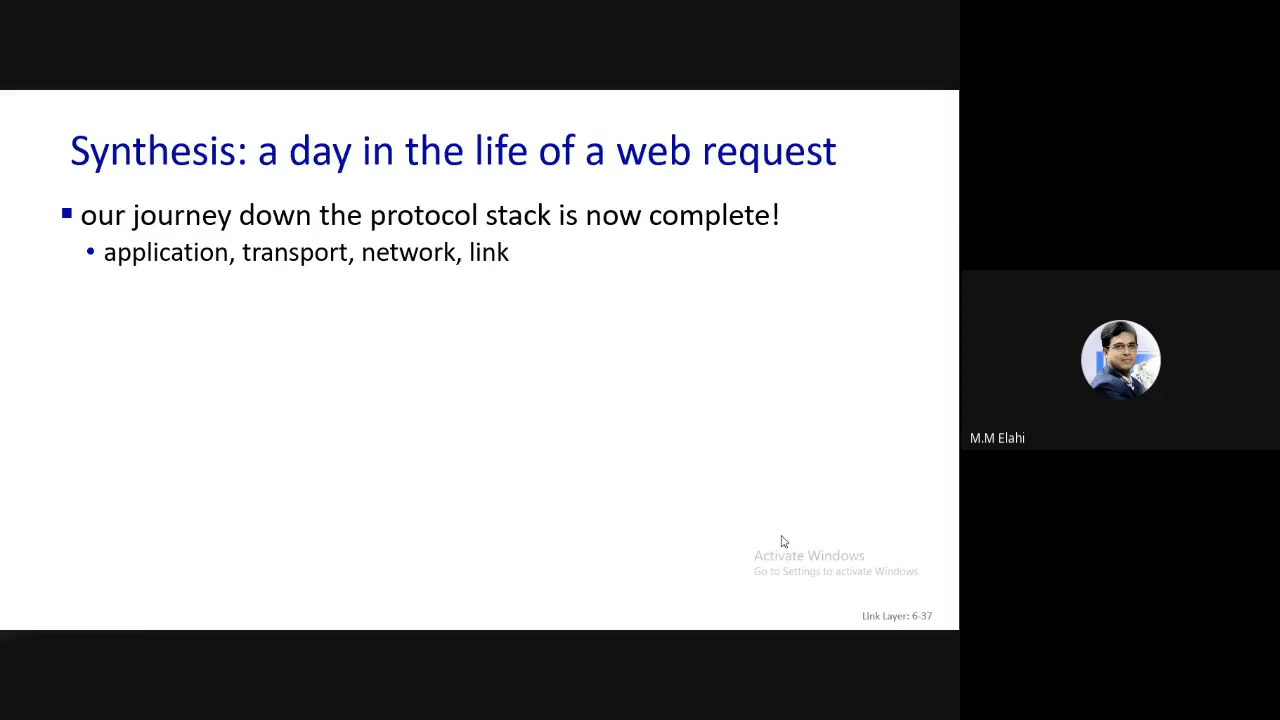 Synthesis: a day in the life of a web request
our journey down the protocol stack is now complete!
application, transport, network, link
M.M Elahi
Activate Windows
Go to Settings to activate Windows.
Link Layer: 6-37